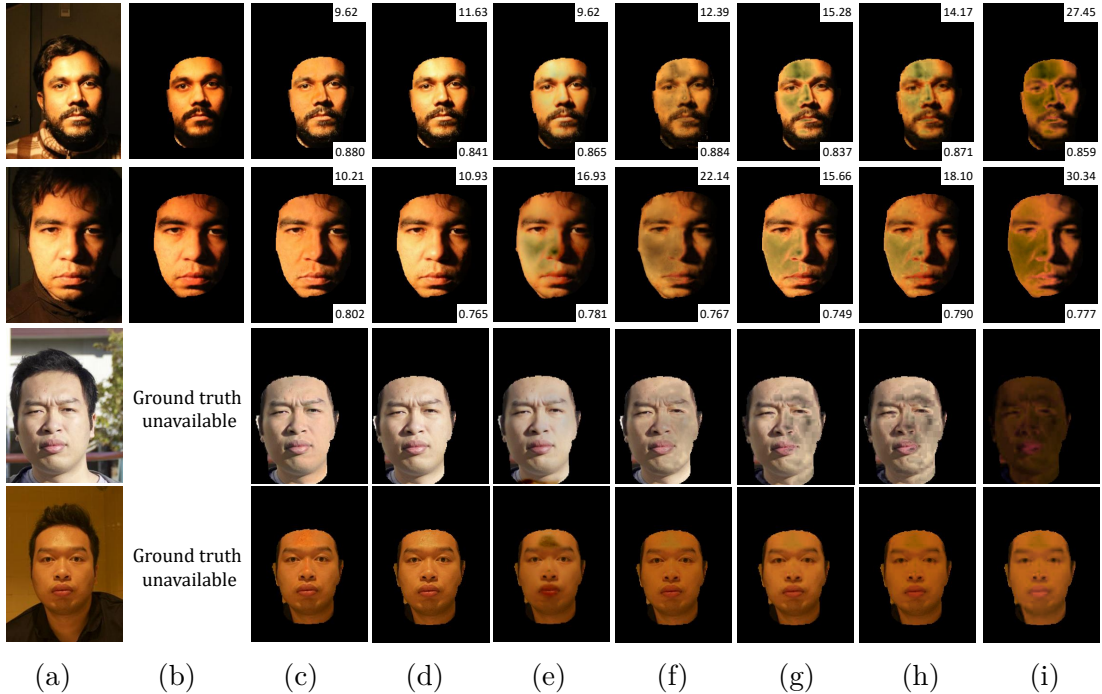 9.62 11.63 9.62 12.39 15.28 14.17 27.45
0.880 0.841 0.865 0.884 0.837 0.871 0.859
10.21 10.93 16.93 22.14 15.66 18.10 30.34
0.802 0.765 0.781 0.767 0.749 0.790 0.777
Ground truth
unavailable
Ground truth
unavailable
(a) (b) (c) (d) (e) (f) (g) (h) (i)